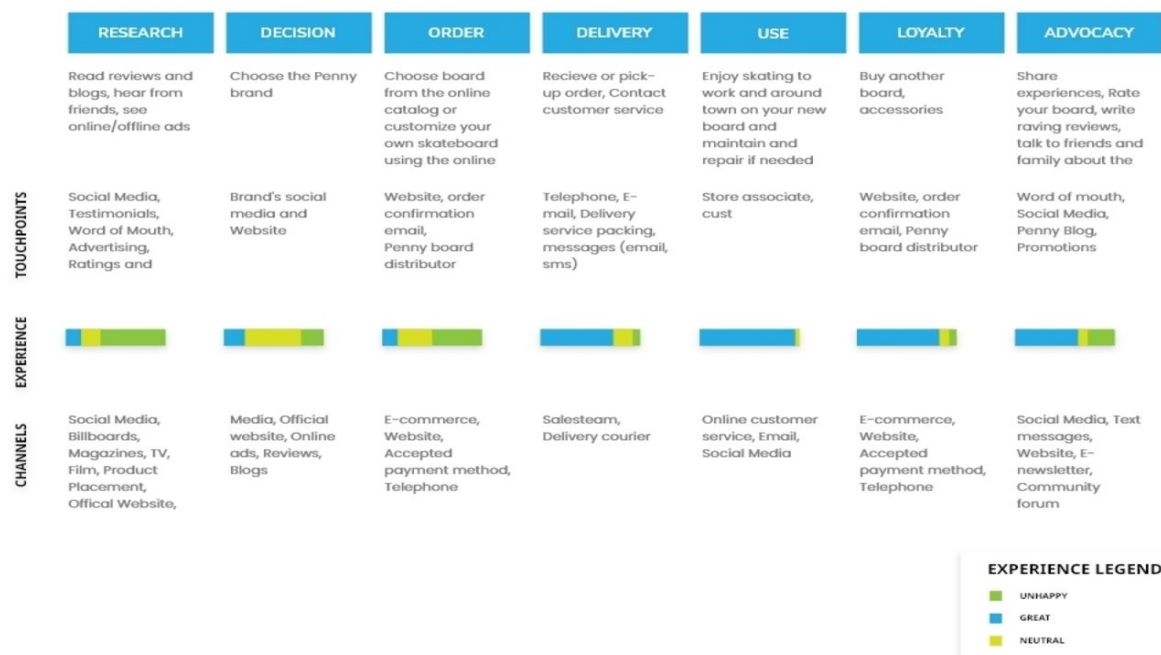 RESEARCH
DECISION
ORDER
DELIVERY
USE
LOYALTY
ADVOCACY
Read reviews and
blogs, hear from
friends, see
online/offline ads
Choose the Penny
brand
Choose board
from the online
catalog or
customize your
own skateboard
using the online
Recieve or pick-
up order, Contact
customer service
Enjoy skating to
work and around
town on your new
board and
maintain and
repair if needed
Buy another
board,
accessories
Share
experiences, Rate
your board, write
raving reviews,
talk to friends and
family about the
TOUCHPOINTS
Social Media,
Testimonials,
Word of Mouth,
Advertising,
Ratings and
Brand's social
media and
Website
Website, order
confirmation
email,
Penny board
distributor
Telephone, E-
mail, Delivery
service packing,
messages (email,
sms)
Store associate,
cust
Website, order
confirmation
email, Penny
board distributor
Word of mouth,
Social Media,
Penny Blog,
Promotions
EXPERIENCE
CHANNELS
Social Media,
Billboards,
Magazines, TV,
Film, Product
Placement,
Offical Website,
Media, Official
website, Online
ads, Reviews,
Blogs
E-commerce,
Website,
Accepted
payment method,
Telephone
Salesteam,
Delivery courier
Online customer
service, Email,
Social Media
E-commerce,
Website,
Accepted
payment method,
Telephone
Social Media, Text
messages,
Website, E-
newsletter,
Community
forum
EXPERIENCE LEGEND
UNHAPPY
GREAT
NEUTRAL